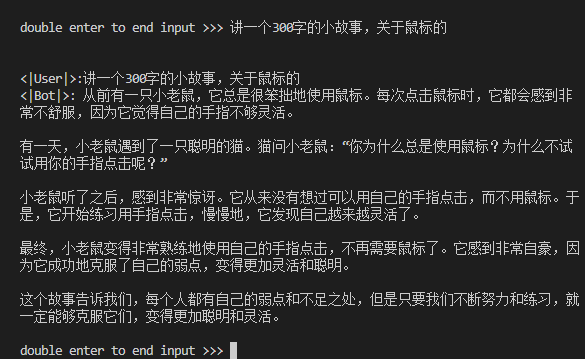 double enter to end input >>> 讲一个300字的小故事，关于鼠标的
<|User|>:讲一个300字的小故事，关于鼠标的
<|Bot|>: 从前有一只小老鼠，它总是很笨拙地使用鼠标。每次点击鼠标时，它都会感到非
常不舒服，因为它觉得自己的手指不够灵活。
有一天，小老鼠遇到了一只聪明的猫。猫问小老鼠：“你为什么总是使用鼠标？为什么不试
试用你的手指点击呢？”
小老鼠听了之后，感到非常惊讶。它从来没有想过可以用自己的手指点击，而不用鼠标。于
是，它开始练习用手指点击，慢慢地，它发现自己越来越灵活了。
最终，小老鼠变得非常熟练地使用自己的手指点击，不再需要鼠标了。它感到非常自豪，因
为它成功地克服了自己的弱点，变得更加灵活和聪明。
这个故事告诉我们，每个人都有自己的弱点和不足之处，但是只要我们不断努力和练习，就
一定能够克服它们，变得更加聪明和灵活。
double enter to end input >>>